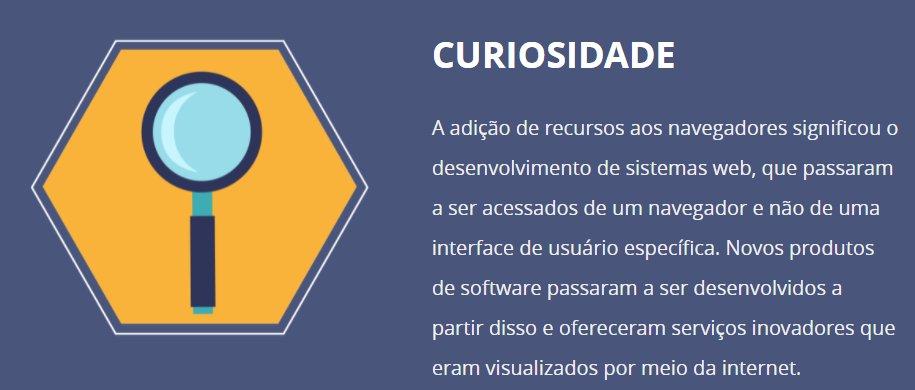 CURIOSIDADE
A adição de recursos aos navegadores significou o
desenvolvimento de sistemas web, que passaram
a ser acessados de um navegador e não de uma
interface de usuário específica. Novos produtos
de software passaram a ser desenvolvidos a
partir disso e ofereceram serviços inovadores que
eram visualizados por meio da internet.